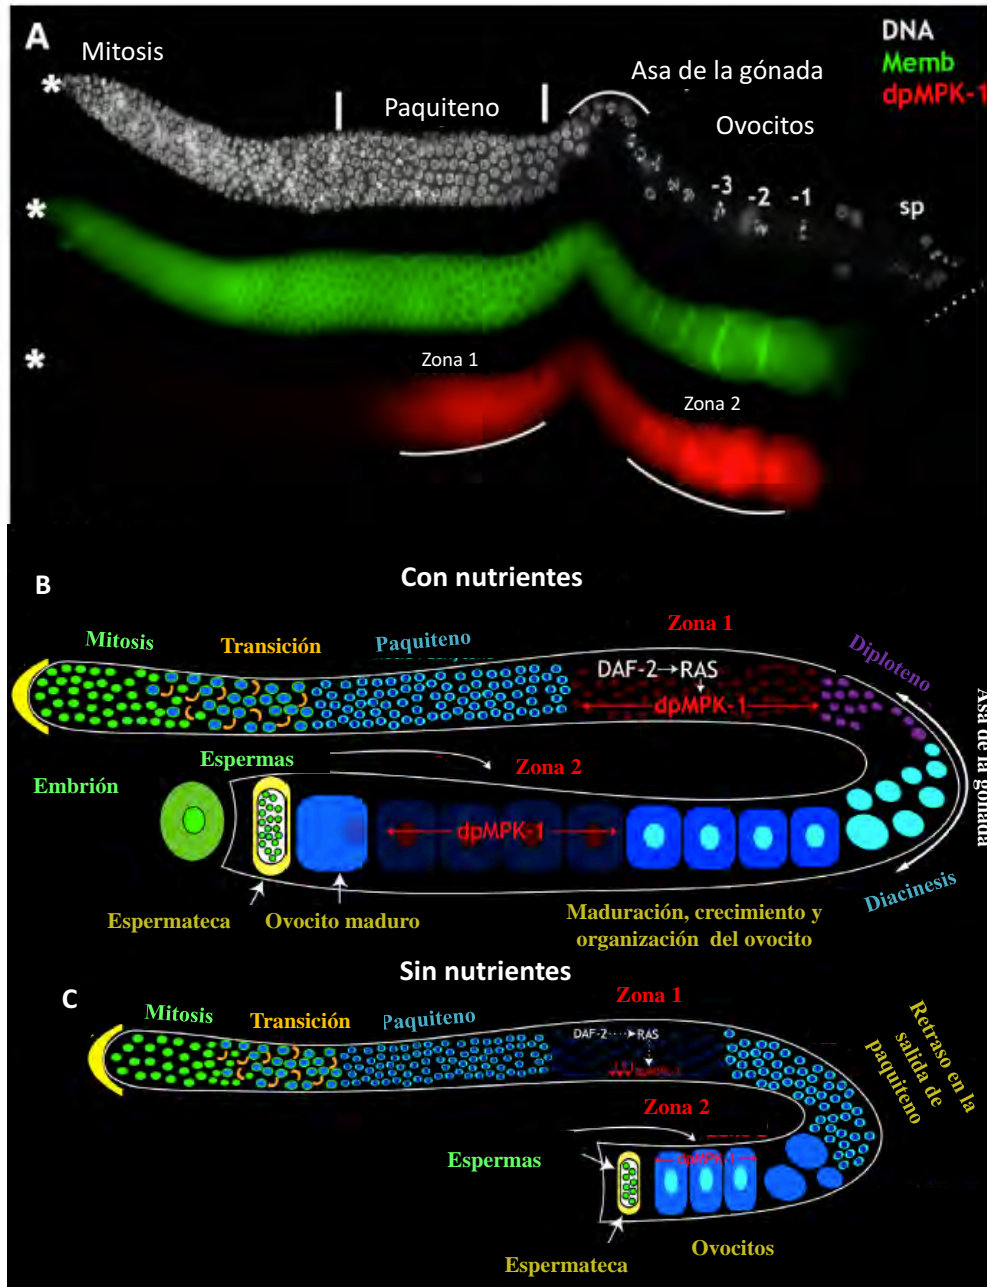 A
Mitosis
DNA
Memb
dpMPK-1
Asa de la gónada
Paquiteno
Ovocitos
*
-3
-2
-1
sp
*
*
Zona 1
Zona 2
B
Con nutrientes
Mitosis
Transición
Paquiteno
Zona 1
Diploteno
DAF-2→RAS
dpMPK-1
Asa de la gónada
Espermas
Zona 2
Embrión
dpMPK-1
Diacinesis
Espermateca
Ovocito maduro
Maduración, crecimiento y
organización del ovocito
Sin nutrientes
C
Mitosis
Transición
Paquiteno
Zona 1
Retraso en la
salida de
paquiteno
DAF-2
RAS
Zona 2
Espermas
dpMPK-1
Ovocitos
Espermateca